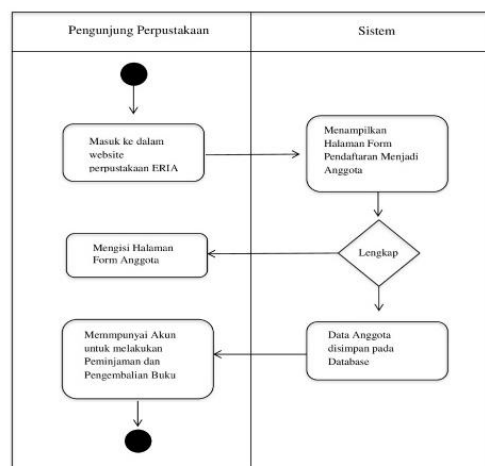 Pengunjung Perpustakaan
Sistem
Masuk ke dalam
website
perpustakaan ERIA
Menampilkan
Halaman Form
Pendaftaran Menjadi
Anggota
Mengisi Halaman
Form Anggota
Lengkap
Memmpunyai Akun
untuk melakukan
Peminjaman dan
Pengembalian Buku
Data Anggota
disimpan pada
Database